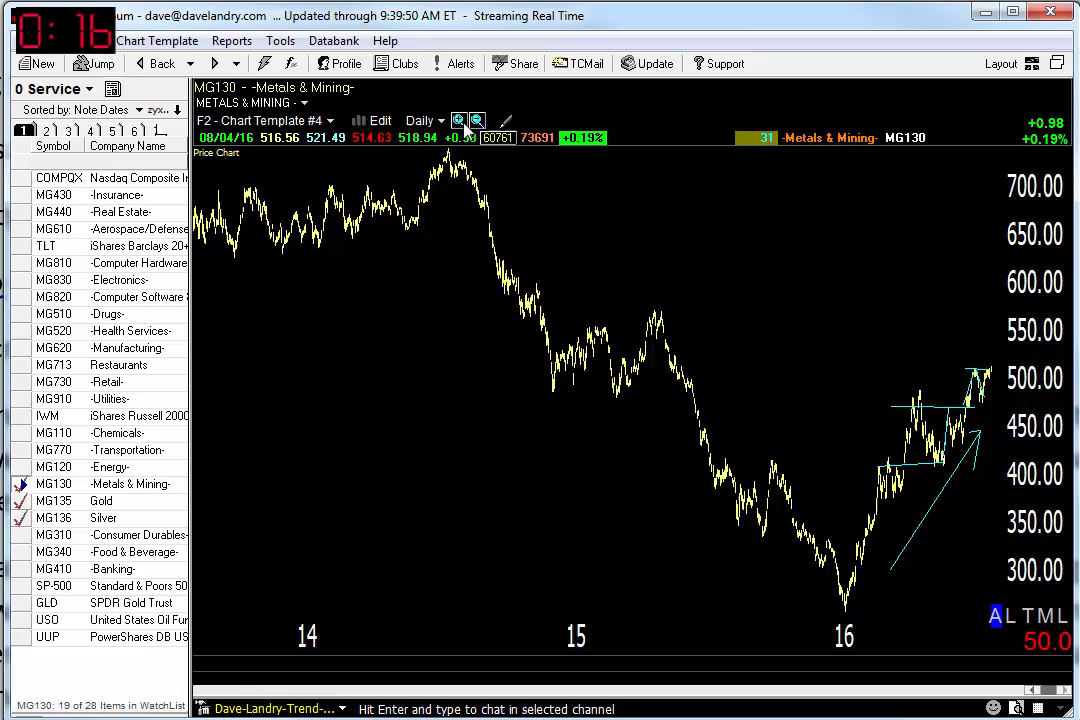 0:16
num - dave@davelandry.com ... Updated through 9:39:50 AM ET - Streaming Real Time
Chart Template Reports Tools Databank Help
New Jump Back Profile Clubs Alerts Share TCMail Update Support Layout
0 Service
MG130 - -Metals & Mining-
METALS & MINING -
Sorted by: Note Dates zyx..
F2 - Chart Template #4 Edit Daily
1 2 3 4 5 6
08/04/16 516.56 521.49 514.63 518.94 60761 73691 +0.19% 31 -Metals & Mining- MG130
+0.98
+0.19%
Symbol Company Name
Price Chart
COMPQX Nasdaq Composite In
MG430 -Insurance-
MG440 -Real Estate-
MG610 -Aerospace/Defense
TLT iShares Barclays 20+
MG810 -Computer Hardware
MG830 -Electronics-
MG820 -Computer Software &
MG510 -Drugs-
MG520 -Health Services-
MG620 -Manufacturing-
MG713 Restaurants
MG730 -Retail-
MG910 -Utilities-
IWM iShares Russell 2000
MG110 -Chemicals-
MG770 -Transportation-
MG120 -Energy-
MG130 -Metals & Mining-
MG135 Gold
MG136 Silver
MG310 -Consumer Durables-
MG340 -Food & Beverage-
MG410 -Banking-
SP-500 Standard & Poors 50
GLD SPDR Gold Trust
USO United States Oil Fun
UUP PowerShares DB US
700.00
650.00
600.00
550.00
500.00
450.00
400.00
350.00
300.00
A L T M L
50.0
14 15 16
MG130: 19 of 28 Items in WatchList
Dave-Landry-Trend-... Hit Enter and type to chat in selected channel